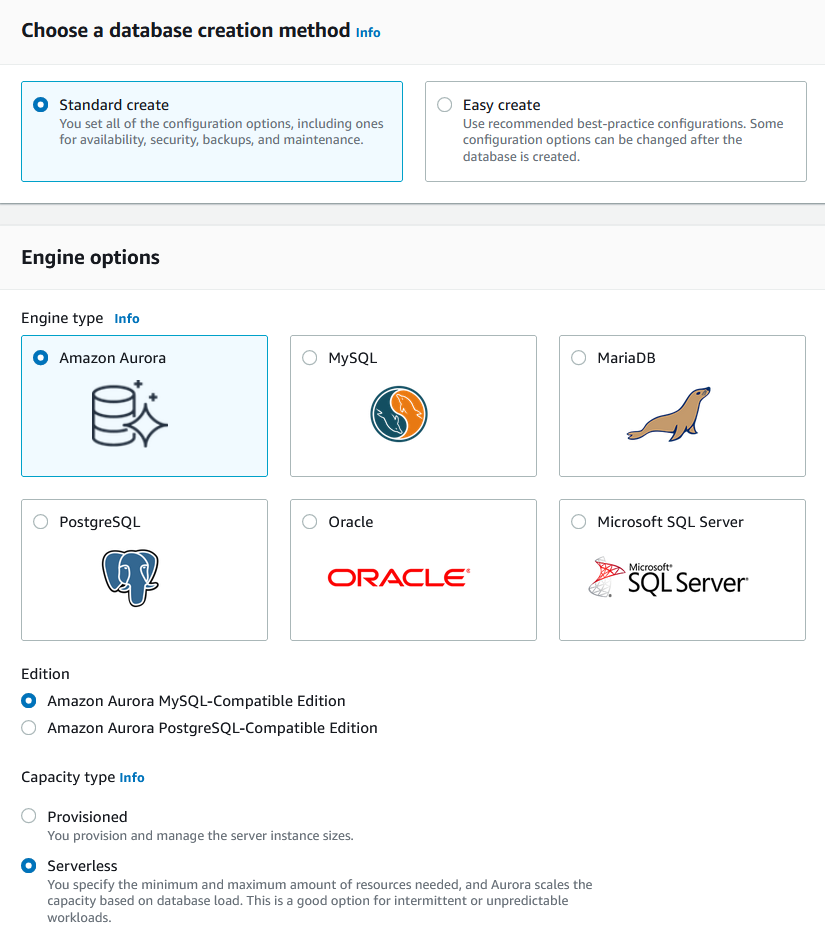 Choose a database creation method Info
Standard create
You set all of the configuration options, including ones
for availability, security, backups, and maintenance.
Easy create
Use recommended best-practice configurations. Some
configuration options can be changed after the
database is created.
Engine options
Engine type Info
Amazon Aurora
MySQL
MariaDB
PostgreSQL
Oracle
ORACLE®
Microsoft SQL Server
Microsoft®
SQL Server®
Edition
Amazon Aurora MySQL-Compatible Edition
Amazon Aurora PostgreSQL-Compatible Edition
Capacity type Info
Provisioned
You provision and manage the server instance sizes.
Serverless
You specify the minimum and maximum amount of resources needed, and Aurora scales the
capacity based on database load. This is a good option for intermittent or unpredictable
workloads.